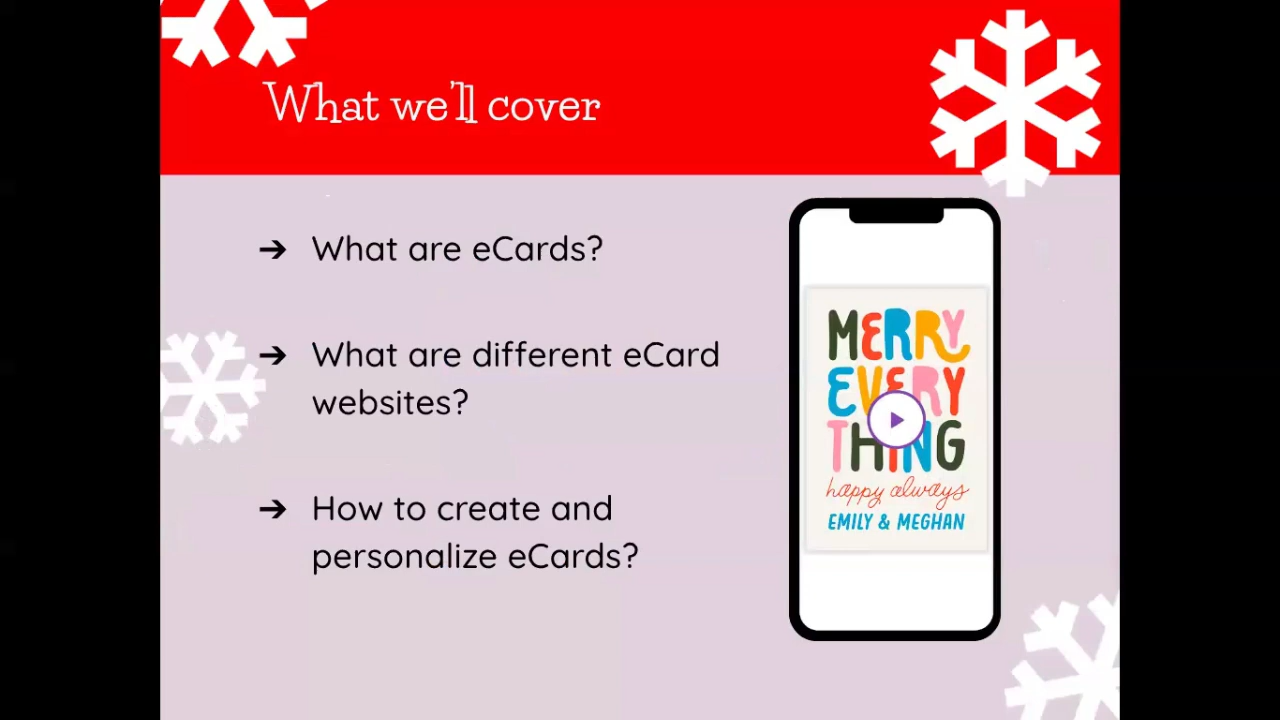 What we'll cover
➔ What are eCards?
➔ What are different eCard
websites?
➔ How to create and
personalize eCards?
MERRY
EVERY
THING
happy always
EMILY & MEGHAN